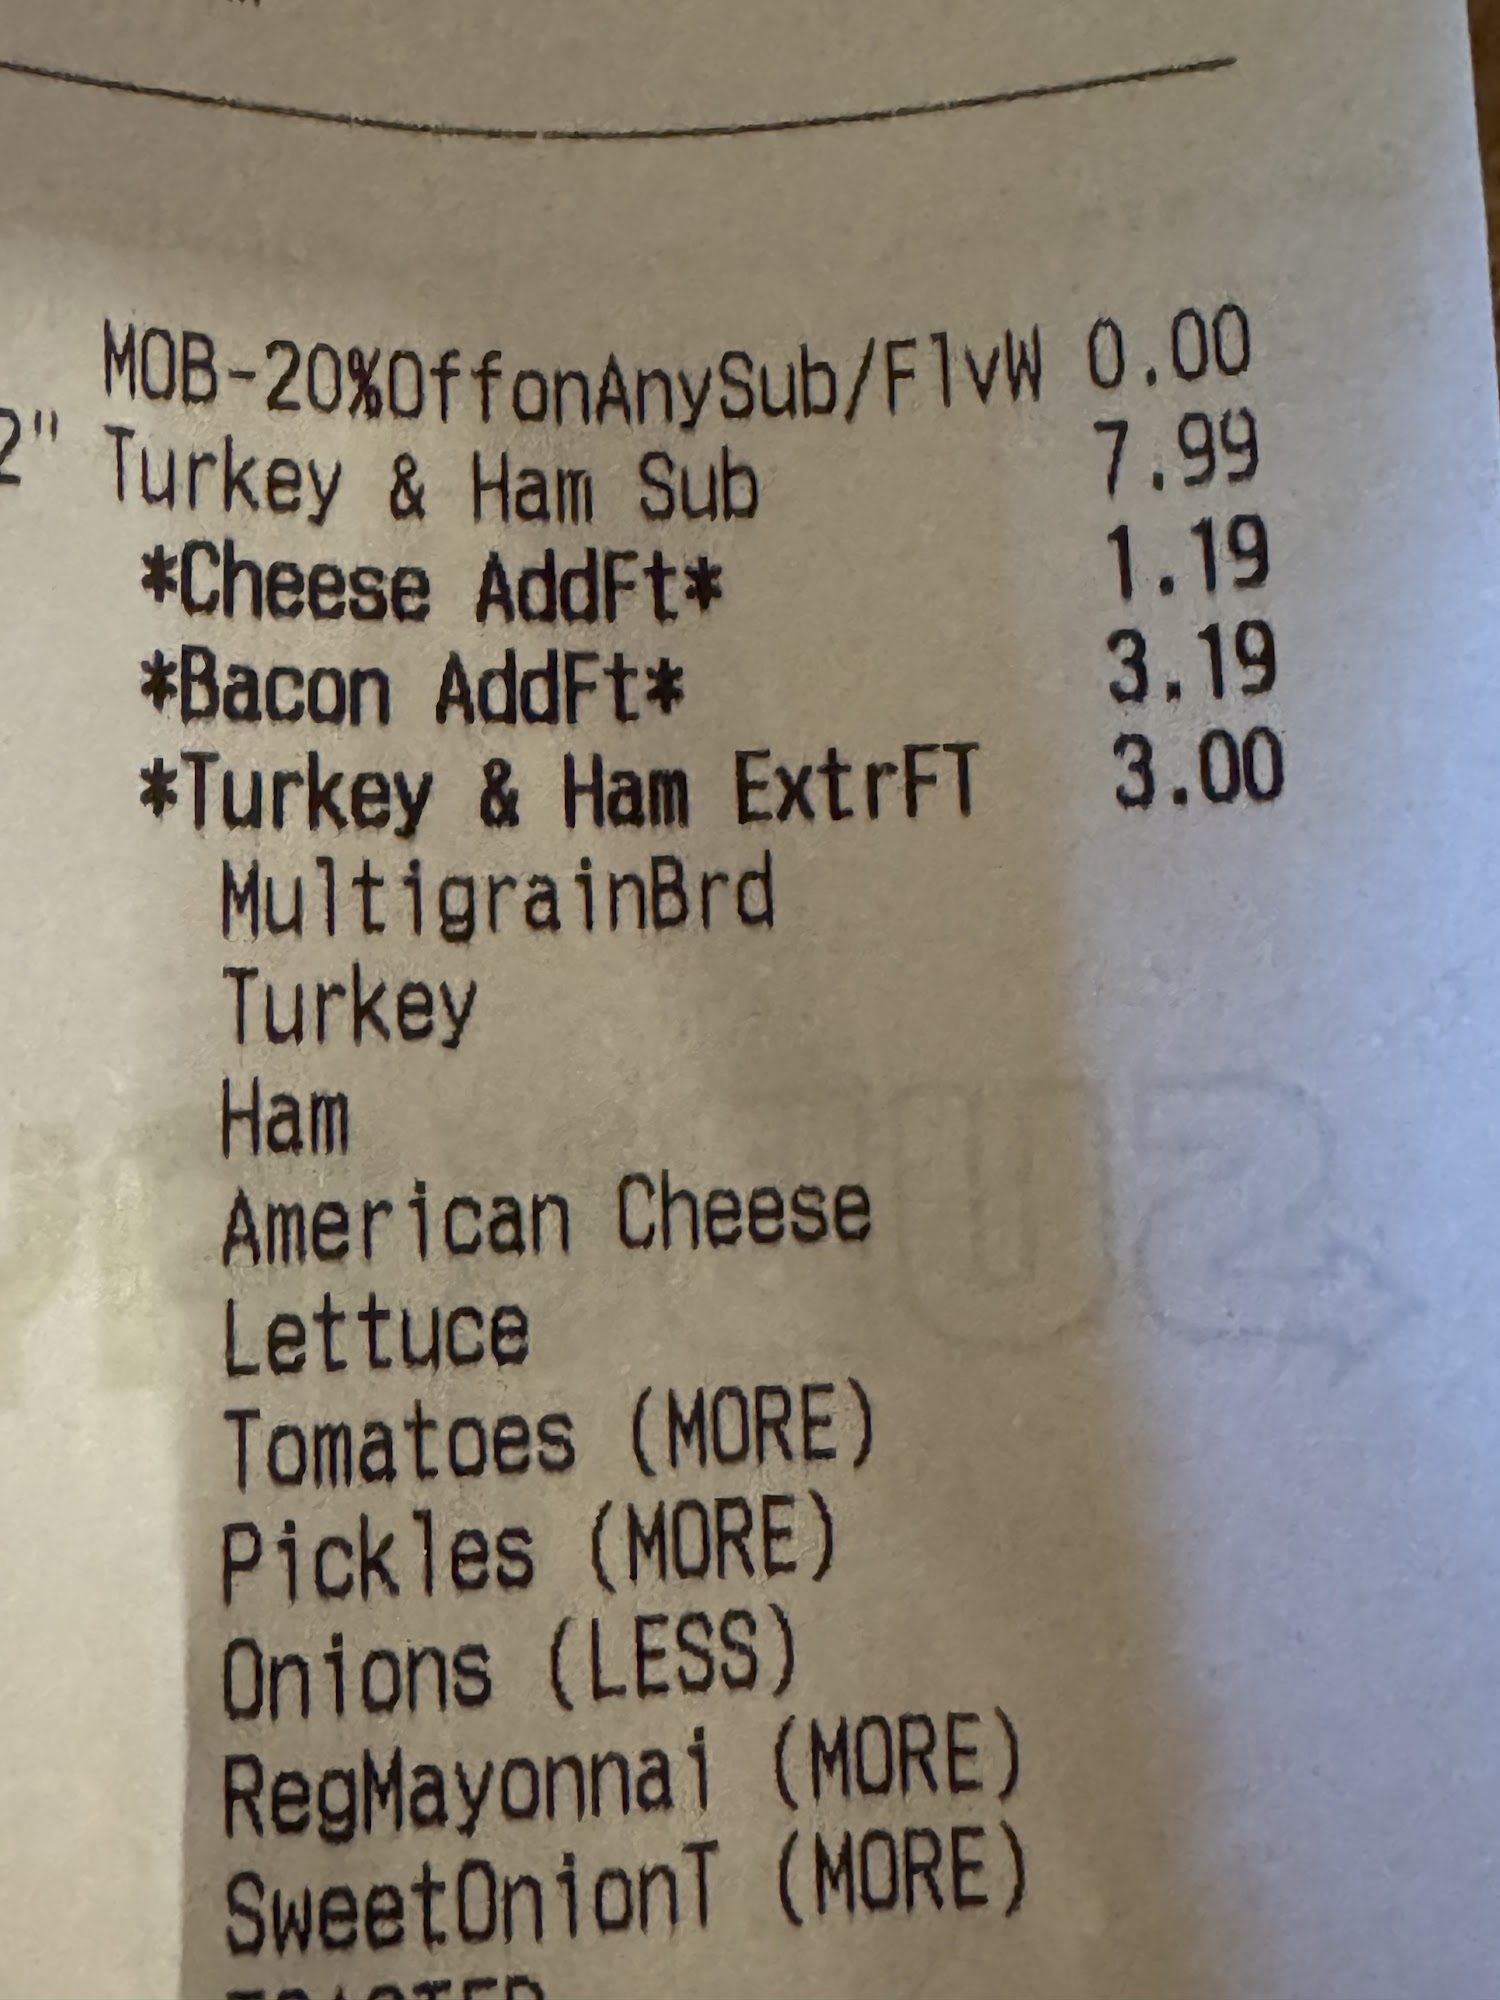 MOB-20%OffonAnySub/FlvW 0.00
2" Turkey & Ham Sub 7.99
*Cheese AddFt* 1.19
*Bacon AddFt* 3.19
*Turkey & Ham ExtrFT 3.00
MultigrainBrd
Turkey
Ham
American Cheese
Lettuce
Tomatoes (MORE)
Pickles (MORE)
Onions (LESS)
RegMayonnai (MORE)
SweetOnionT (MORE)